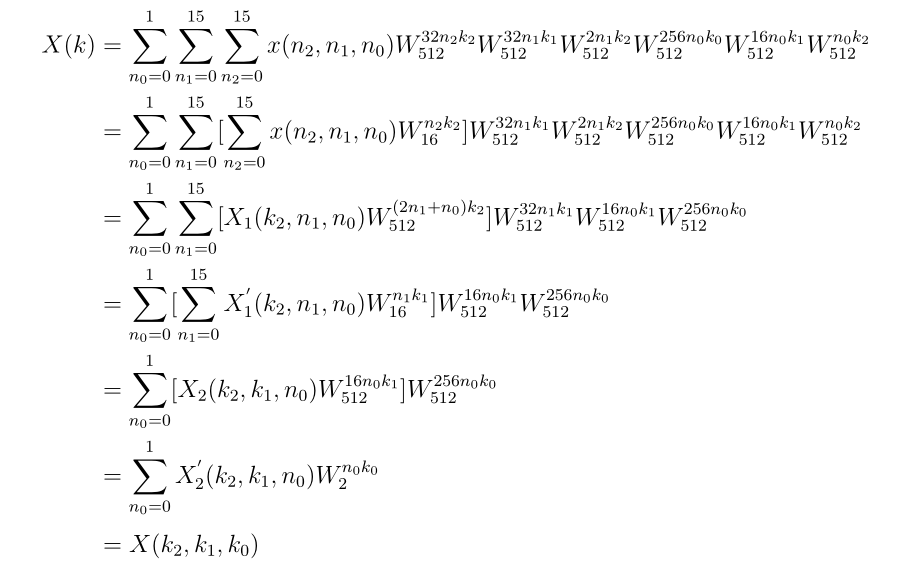 $X(k) = \sum_{n_0=0}^{1} \sum_{n_1=0}^{15} \sum_{n_2=0}^{15} x(n_2, n_1, n_0) W_{512}^{32n_2k_2} W_{512}^{32n_1k_1} W_{512}^{2n_1k_2} W_{512}^{256n_0k_0} W_{512}^{16n_0k_1} W_{512}^{n_0k_2}$
$= \sum_{n_0=0}^{1} \sum_{n_1=0}^{15} [\sum_{n_2=0}^{15} x(n_2, n_1, n_0) W_{16}^{n_2k_2}] W_{512}^{32n_1k_1} W_{512}^{2n_1k_2} W_{512}^{256n_0k_0} W_{512}^{16n_0k_1} W_{512}^{n_0k_2}$
$= \sum_{n_0=0}^{1} \sum_{n_1=0}^{15} [X_1(k_2, n_1, n_0) W_{512}^{(2n_1+n_0)k_2}] W_{512}^{32n_1k_1} W_{512}^{16n_0k_1} W_{512}^{256n_0k_0}$
$= \sum_{n_0=0}^{1} [\sum_{n_1=0}^{15} X_1^{'}(k_2, n_1, n_0) W_{16}^{n_1k_1}] W_{512}^{16n_0k_1} W_{512}^{256n_0k_0}$
$= \sum_{n_0=0}^{1} [X_2(k_2, k_1, n_0) W_{512}^{16n_0k_1}] W_{512}^{256n_0k_0}$
$= \sum_{n_0=0}^{1} X_2^{'}(k_2, k_1, n_0) W_2^{n_0k_0}$
$= X(k_2, k_1, k_0)$